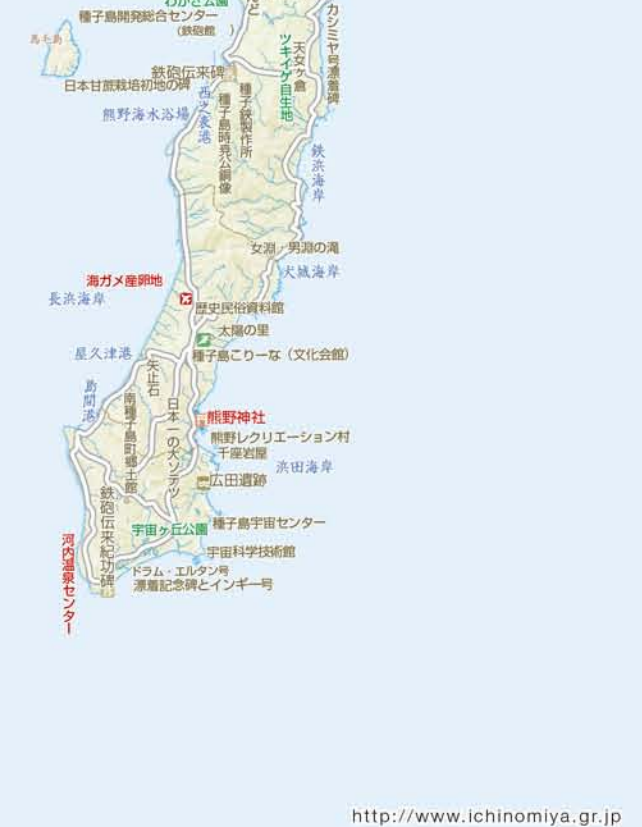 わかさ公園
種子島開発総合センター
(鉄砲館　)
など
カシミヤ号漂着碑
馬毛島
ツキイゲ自生地
天女ヶ倉
鉄砲伝来碑
日本甘蔗栽培初地の碑
西之表港
熊野海水浴場
種子島時尭公銅像
種子鋏製作所
鉄浜海岸
女淵・男淵の滝
犬城海岸
海ガメ産卵地
長浜海岸
歴史民俗資料館
太陽の里
屋久津港
種子島こりーな（文化会館）
矢止石
島間港
南種子島町郷土館
日本一の大ソテツ
熊野神社
熊野レクリエーション村
千座岩屋
浜田海岸
広田遺跡
鉄砲伝来紀功碑
宇宙ヶ丘公園
種子島宇宙センター
宇宙科学技術館
河内温泉センター
ドラム・エルタン号
漂着記念碑とインギー号
http://www.ichinomiya.gr.jp